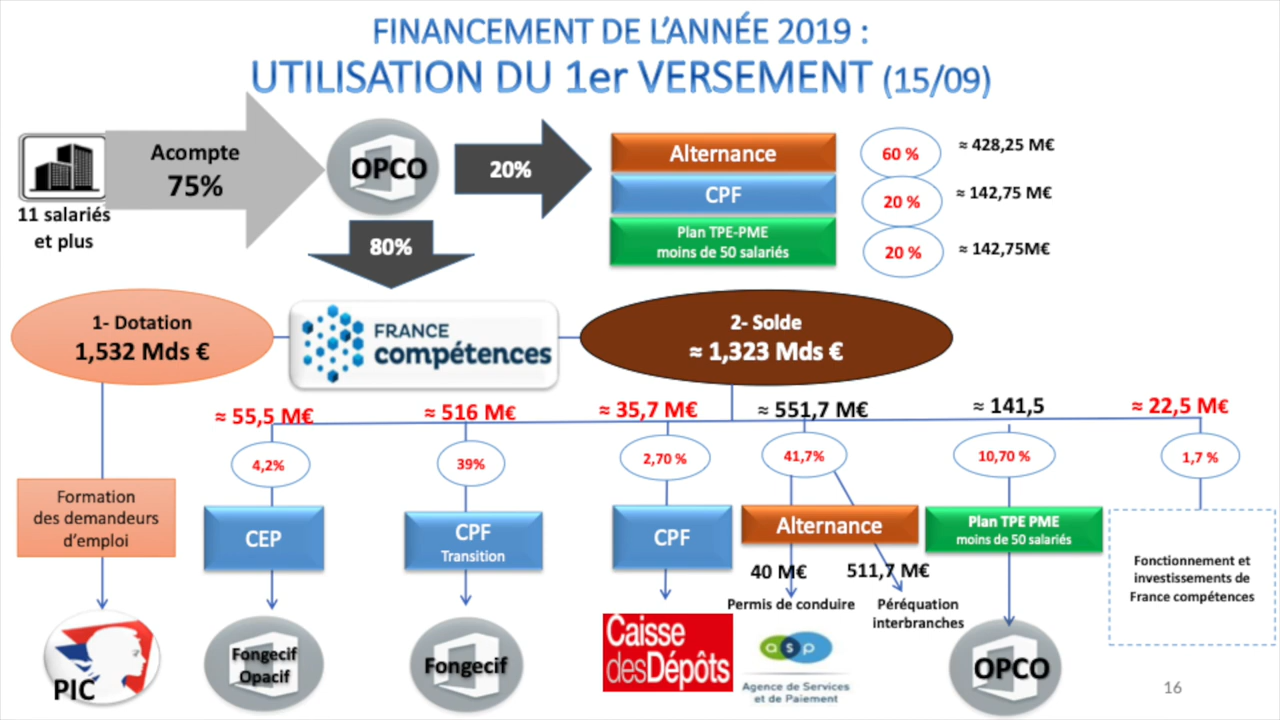 FINANCEMENT DE L'ANNÉE 2019 :
UTILISATION DU 1er VERSEMENT (15/09)
11 salariés
et plus
Acompte
75%
OPCO
20%
80%
Alternance
60 %
≈ 428,25 M€
CPF
20 %
≈ 142,75 M€
Plan TPE-PME
moins de 50 salariés
20 %
≈ 142,75M€
1- Dotation
1,532 Mds €
FRANCE
compétences
2- Solde
≈ 1,323 Mds €
≈ 55,5 M€
≈ 516 M€
≈ 35,7 M€
≈ 551,7 M€
≈ 141,5
≈ 22,5 M€
4,2%
39%
2,70 %
41,7%
10,70 %
1,7 %
Formation
des demandeurs
d'emploi
CEP
CPF
Transition
CPF
Alternance
Plan TPE PME
moins de 50 salariés
Fonctionnement et
investissements de
France compétences
40 M€
511,7 M€
Permis de conduire
Péréquation
interbranches
PIC
Fongecif
Opacif
Fongecif
Caisse
desDépôts
asp
Agence de Services
et de Paiement
OPCO
16